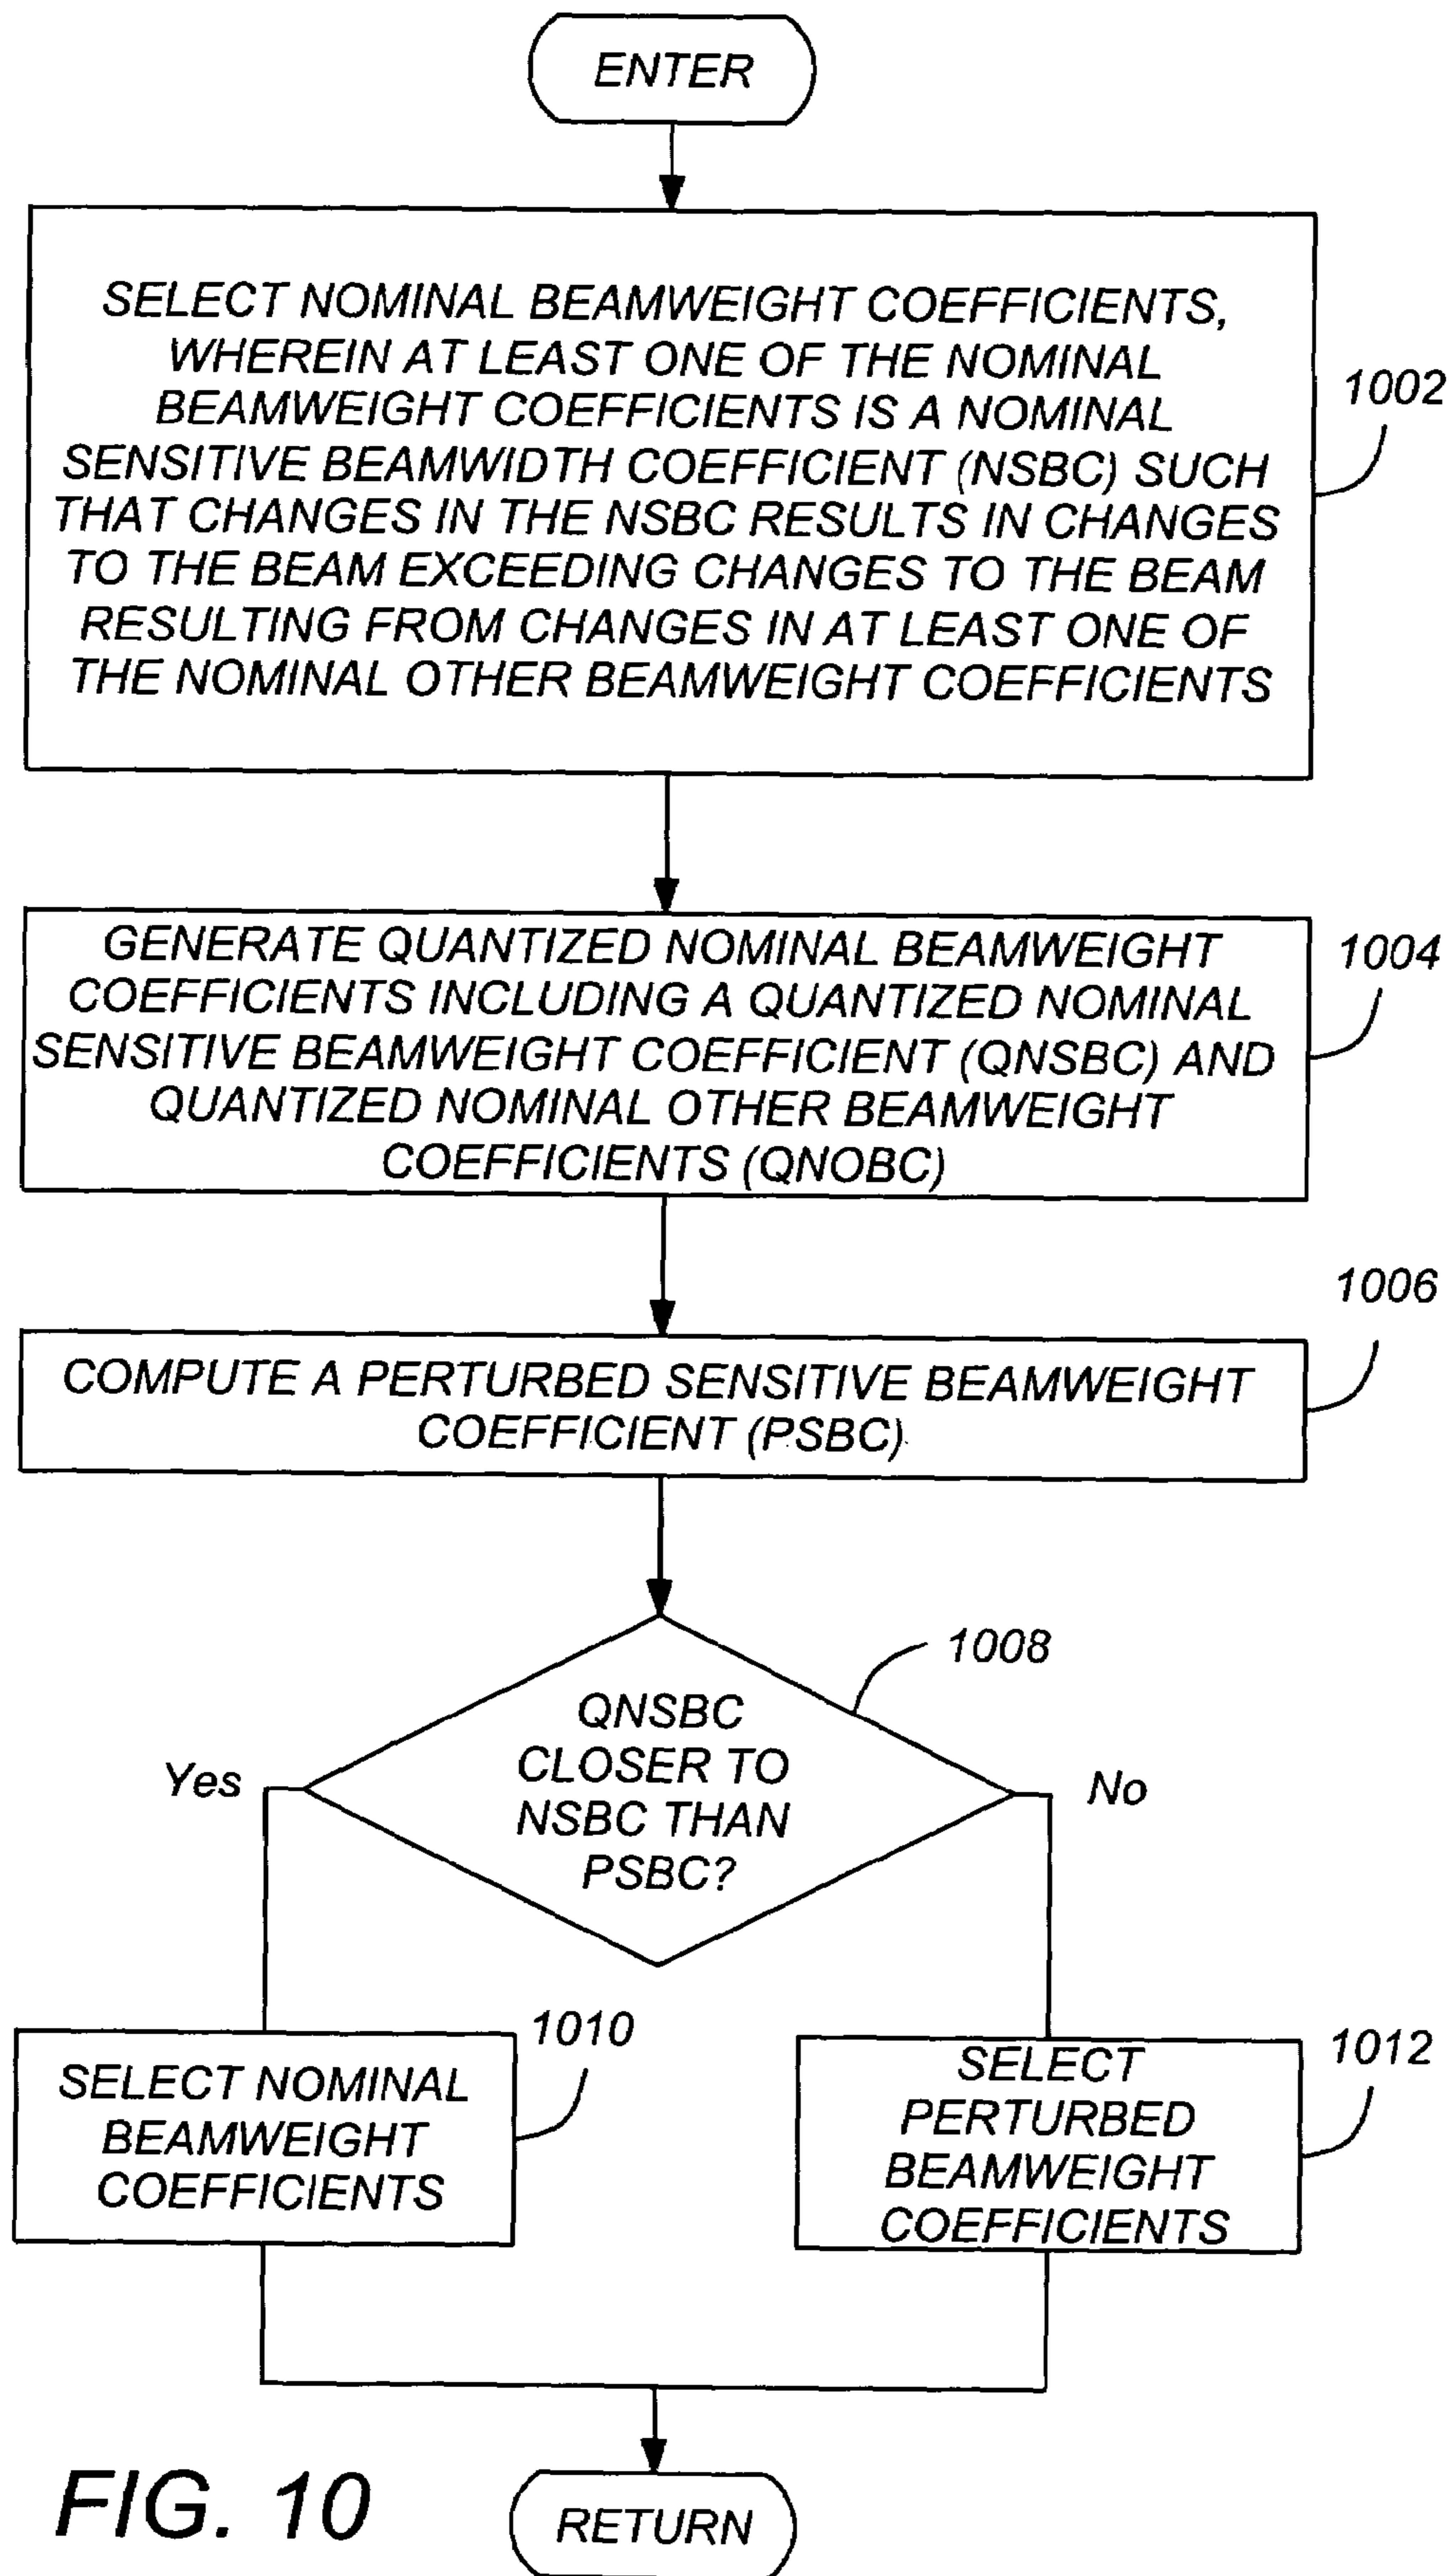 ENTER
SELECT NOMINAL BEAMWEIGHT COEFFICIENTS,
WHEREIN AT LEAST ONE OF THE NOMINAL
BEAMWEIGHT COEFFICIENTS IS A NOMINAL
SENSITIVE BEAMWIDTH COEFFICIENT (NSBC) SUCH
THAT CHANGES IN THE NSBC RESULTS IN CHANGES
TO THE BEAM EXCEEDING CHANGES TO THE BEAM
RESULTING FROM CHANGES IN AT LEAST ONE OF
THE NOMINAL OTHER BEAMWEIGHT COEFFICIENTS
1002
GENERATE QUANTIZED NOMINAL BEAMWEIGHT
COEFFICIENTS INCLUDING A QUANTIZED NOMINAL
SENSITIVE BEAMWEIGHT COEFFICIENT (QNSBC) AND
QUANTIZED NOMINAL OTHER BEAMWEIGHT
COEFFICIENTS (QNOBC)
1004
COMPUTE A PERTURBED SENSITIVE BEAMWEIGHT
COEFFICIENT (PSBC)
1006
QNSBC
CLOSER TO
NSBC THAN
PSBC?
1008
Yes
No
SELECT NOMINAL
BEAMWEIGHT
COEFFICIENTS
1010
SELECT
PERTURBED
BEAMWEIGHT
COEFFICIENTS
1012
RETURN
FIG. 10